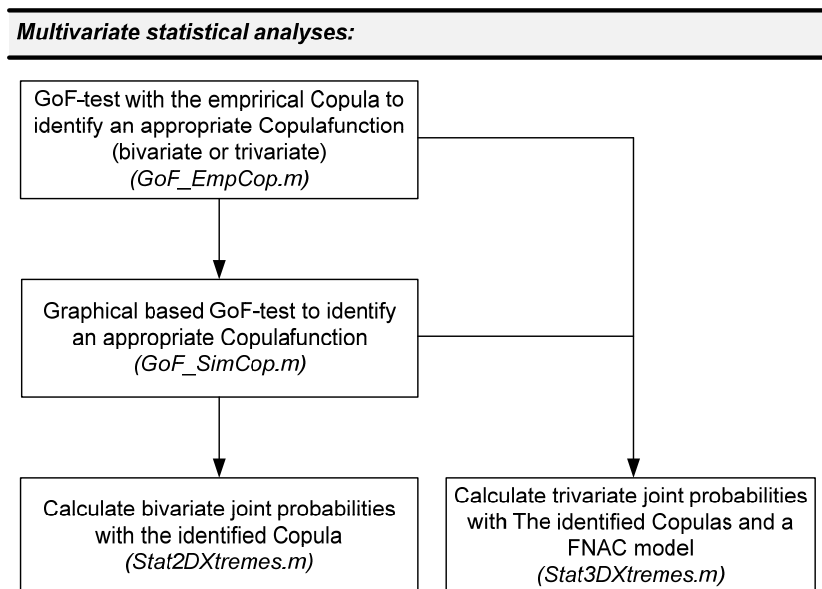 Multivariate statistical analyses:
GoF-test with the emprirical Copula to
identify an appropriate Copulafunction
(bivariate or trivariate)
(GoF_EmpCop.m)
Graphical based GoF-test to identify
an appropriate Copulafunction
(GoF_SimCop.m)
Calculate bivariate joint probabilities
with the identified Copula
(Stat2DXtremes.m)
Calculate trivariate joint probabilities
with The identified Copulas and a
FNAC model
(Stat3DXtremes.m)